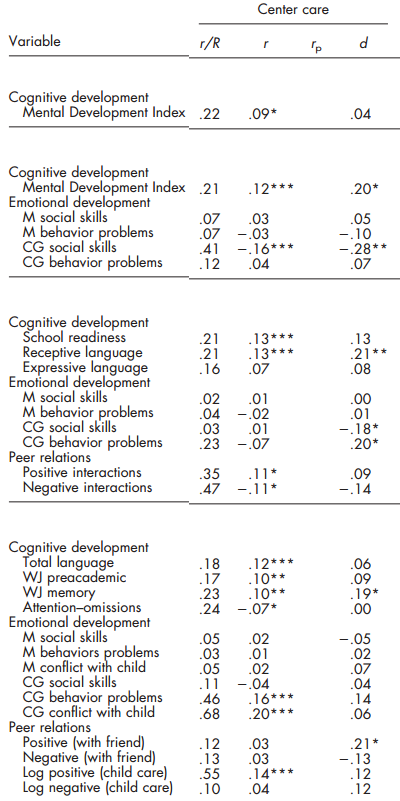 Center care
Variable r/R r rp d
Cognitive development
Mental Development Index .22 .09* .04
Cognitive development
Mental Development Index .21 .12*** .20*
Emotional development
M social skills .07 .03 .05
M behavior problems .07 −.03 −.10
CG social skills .41 −.16*** −.28**
CG behavior problems .12 .04 .07
Cognitive development
School readiness .21 .13*** .13
Receptive language .21 .13*** .21**
Expressive language .16 .07 .08
Emotional development
M social skills .02 .01 .00
M behavior problems .04 −.02 .01
CG social skills .03 .01 −.18*
CG behavior problems .23 −.07 .20*
Peer relations
Positive interactions .35 .11* .09
Negative interactions .47 −.11* −.14
Cognitive development
Total language .18 .12*** .06
WJ preacademic .17 .10** .09
WJ memory .23 .10** .19*
Attention–omissions .24 −.07* .00
Emotional development
M social skills .05 .02 −.05
M behaviors problems .03 .01 .02
M conflict with child .05 .02 .07
CG social skills .11 −.04 .04
CG behavior problems .46 .16*** .14
CG conflict with child .68 .20*** .06
Peer relations
Positive (with friend) .12 .03 .21*
Negative (with friend) .13 .03 −.13
Log positive (child care) .55 .14*** .12
Log negative (child care) .10 .04 .12